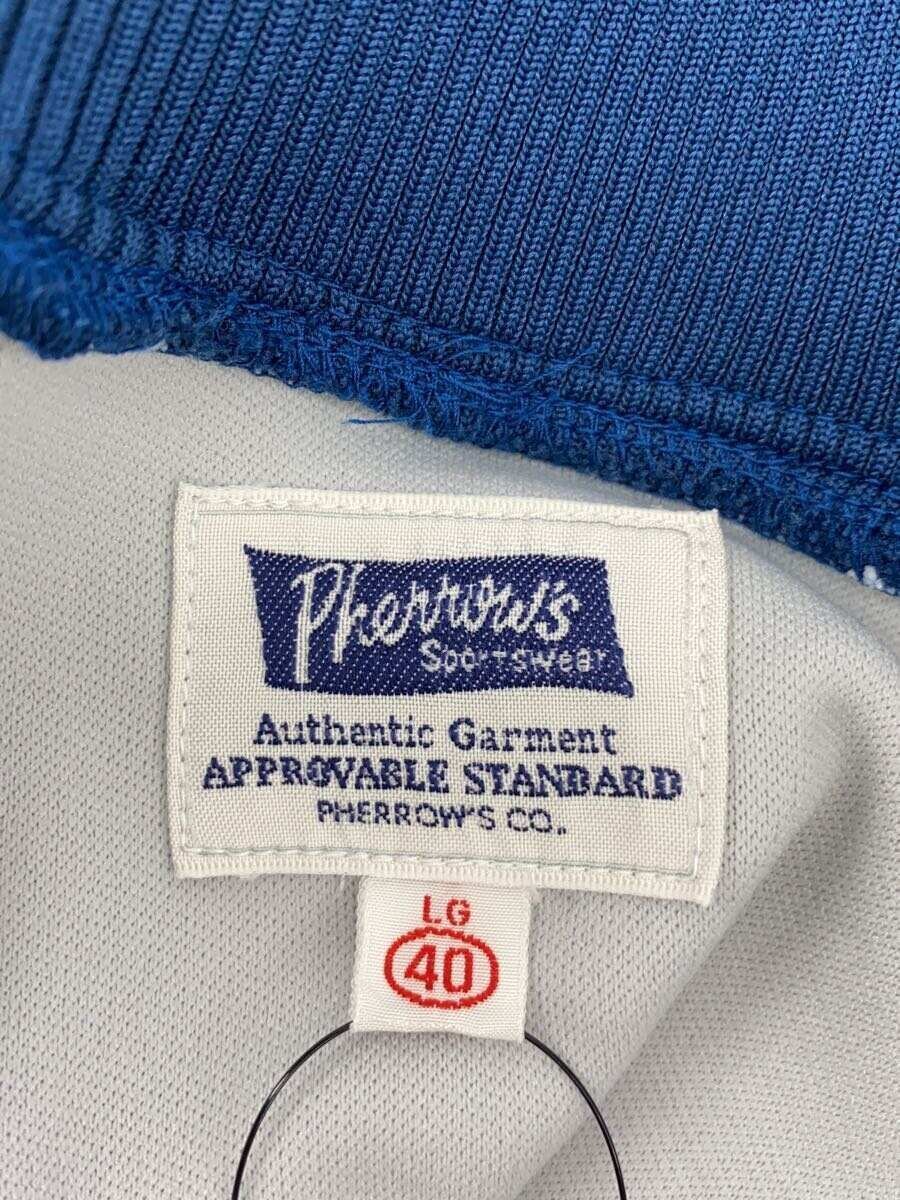 Pherrow's
Sportswear
Authentic Garment
APPROVABLE STANDARD
PHERROW'S CO.,
LG
40